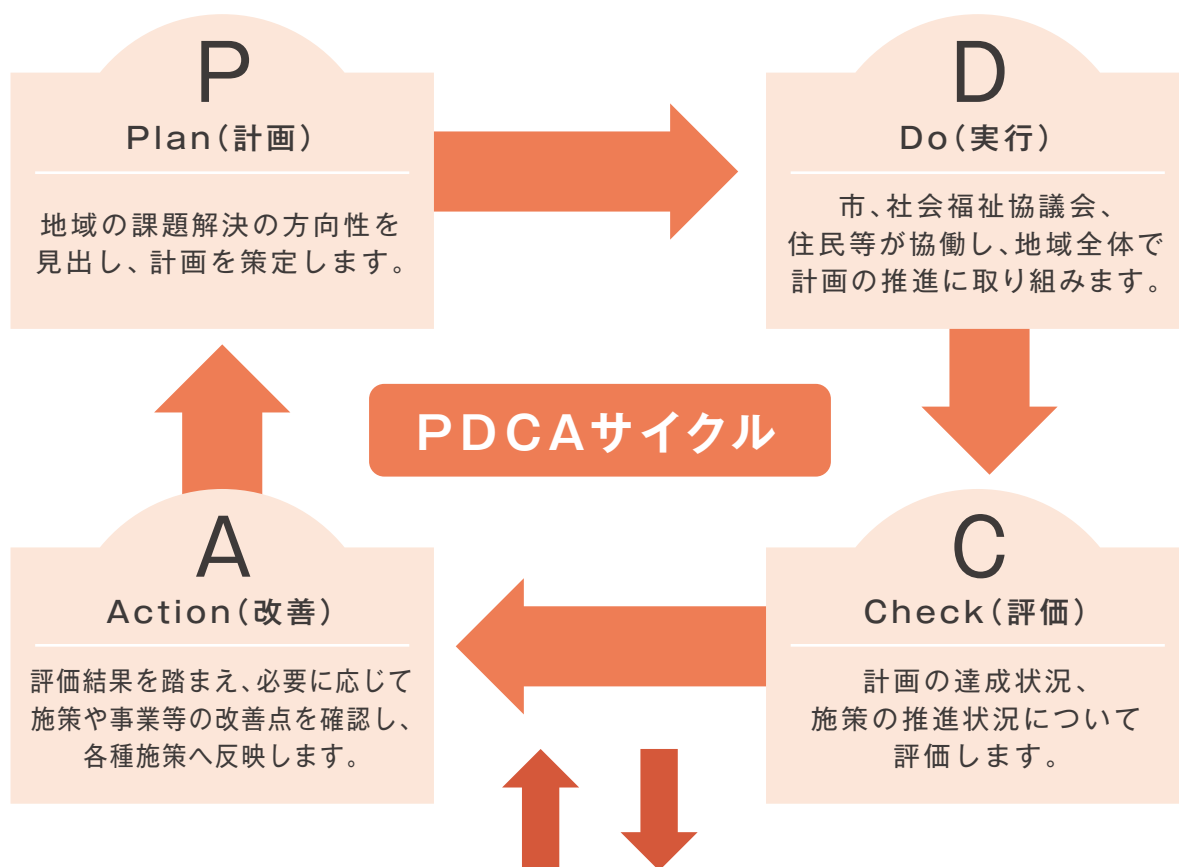 P
Plan(計画)
地域の課題解決の方向性を
見出し、計画を策定します。
D
Do(実行)
市、社会福祉協議会、
住民等が協働し、地域全体で
計画の推進に取り組みます。
PDCAサイクル
A
Action(改善)
評価結果を踏まえ、必要に応じて
施策や事業等の改善点を確認し、
各種施策へ反映します。
C
Check(評価)
計画の達成状況、
施策の推進状況について
評価します。